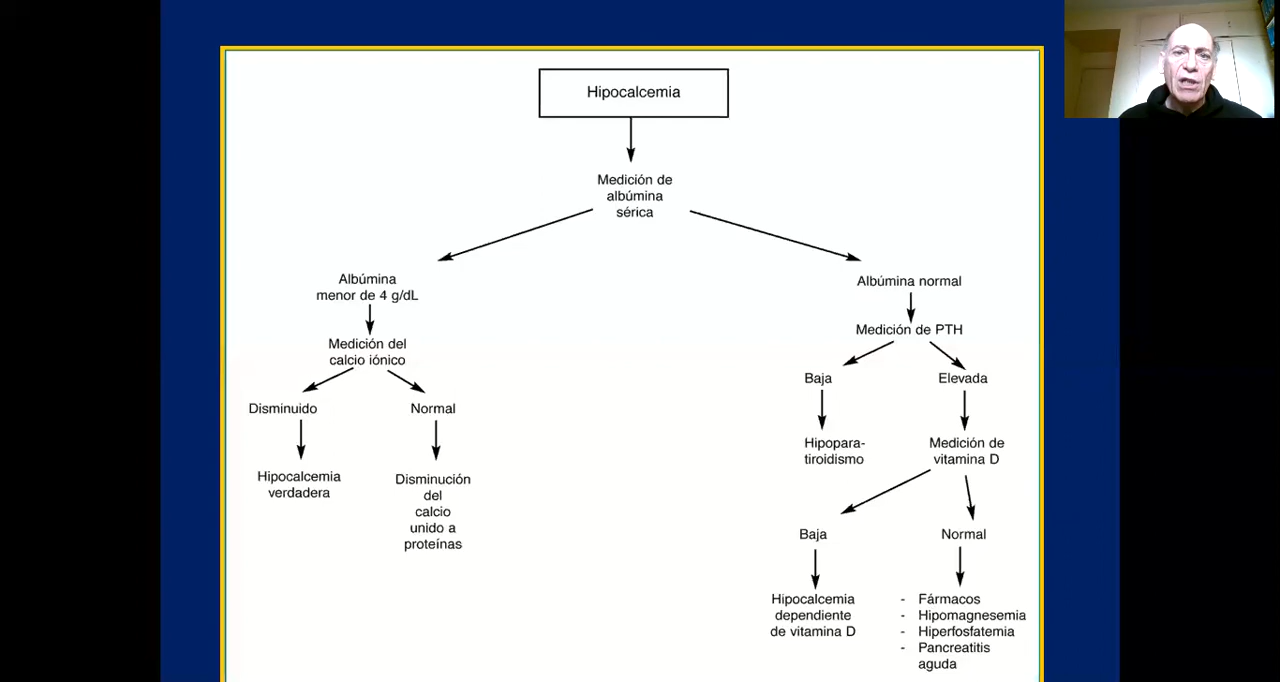 Hipocalcemia
Medición de
albúmina
sérica
Albúmina
menor de 4 g/dL
Medición del
calcio iónico
Disminuido
Normal
Hipocalcemia
verdadera
Disminución
del
calcio
unido a
proteínas
Albúmina normal
Medición de PTH
Baja
Elevada
Hipopara-
tiroidismo
Medición de
vitamina D
Baja
Normal
Hipocalcemia
dependiente
de vitamina D
- Fármacos
- Hipomagnesemia
- Hiperfosfatemia
- Pancreatitis
aguda